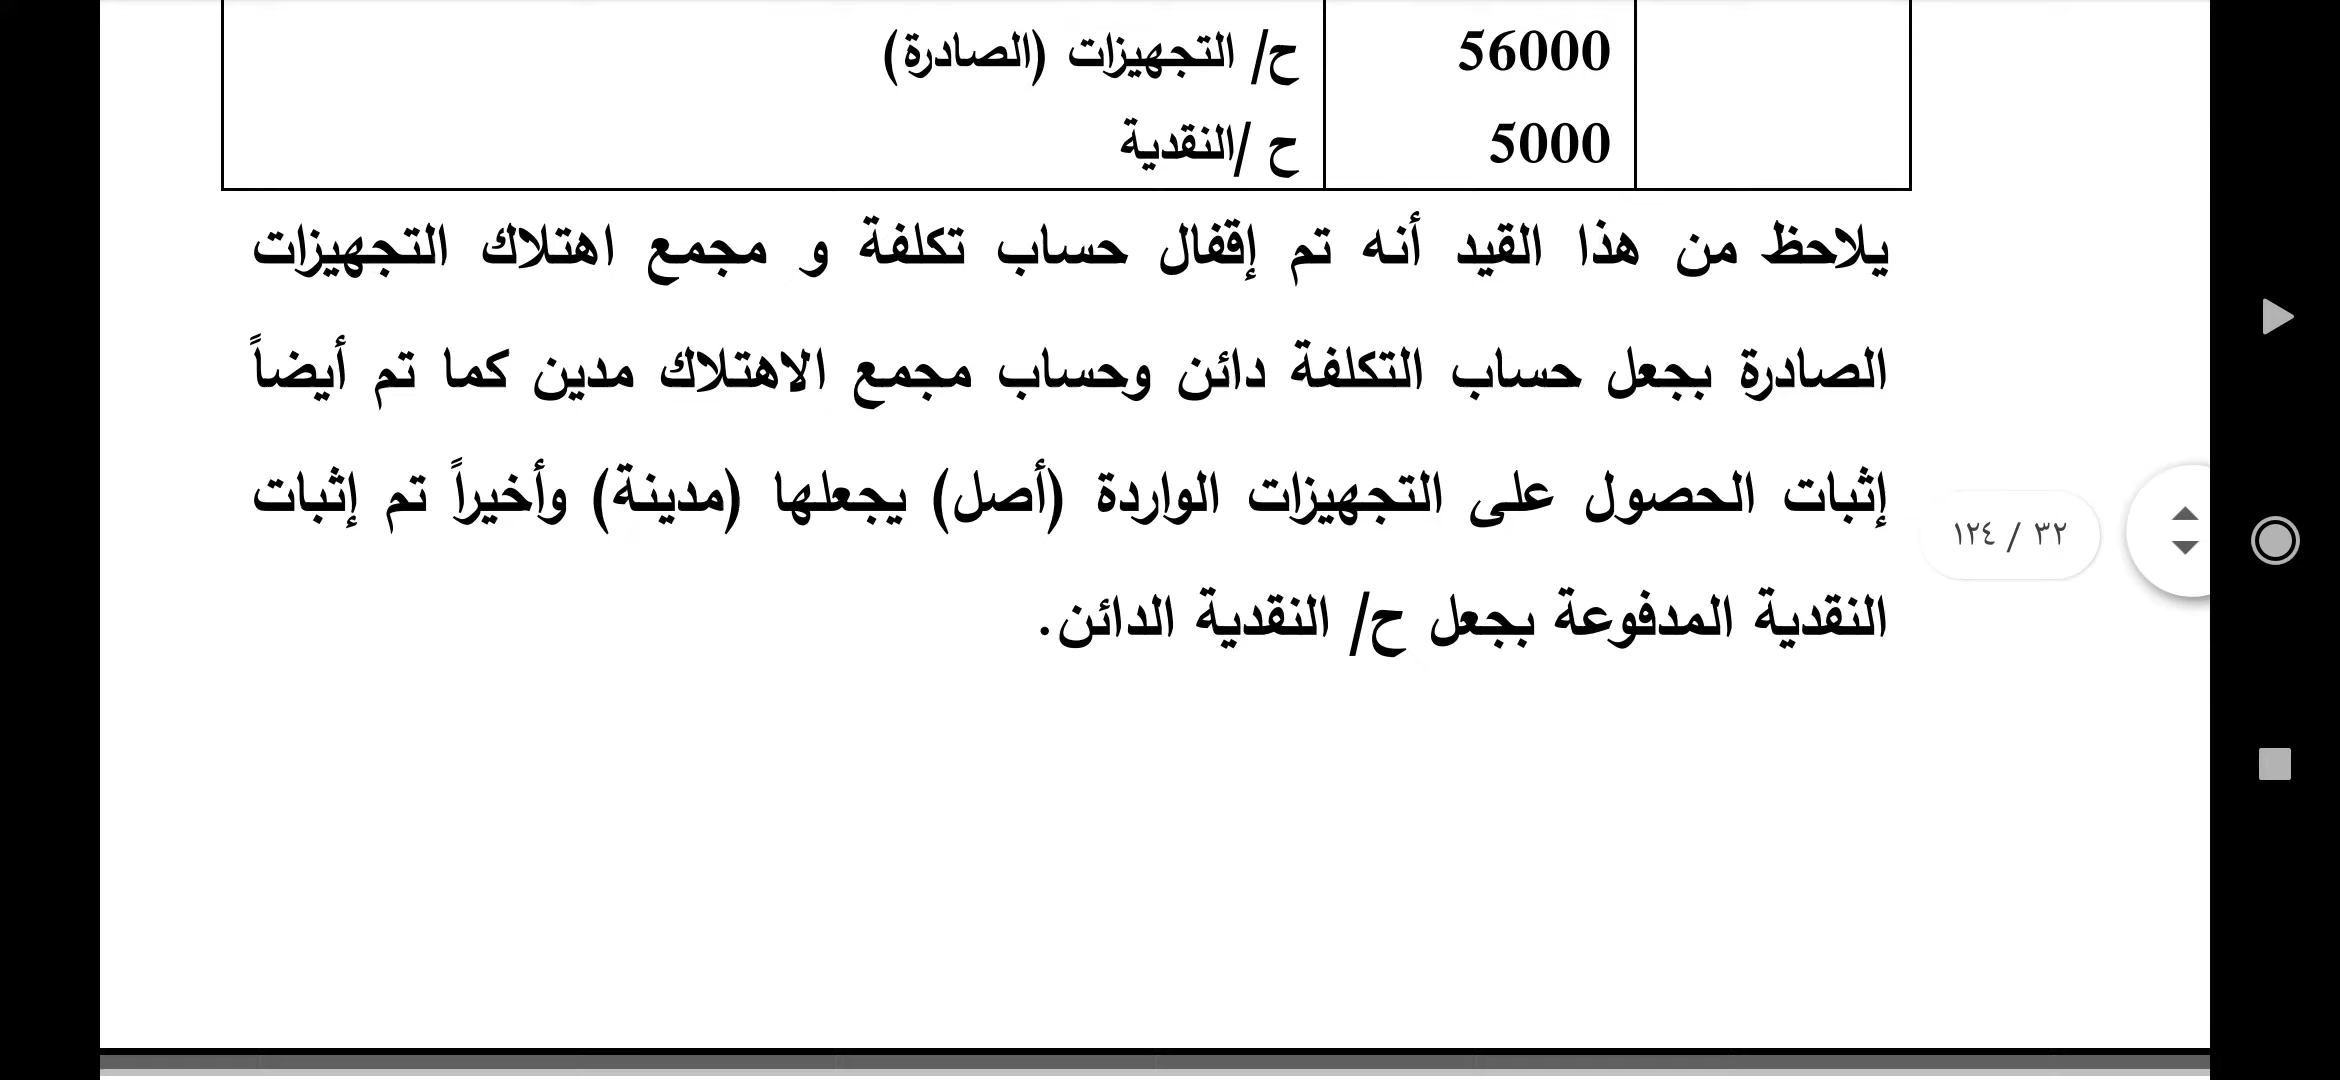 56000 ح/ التجهيزات (الصادرة)
5000 ح /النقدية
يلاحظ من هذا القيد أنه تم إقفال حساب تكلفة و مجمع اهتلاك التجهيزات
الصادرة بجعل حساب التكلفة دائن وحساب مجمع الاهتلاك مدين كما تم أيضاً
إثبات الحصول على التجهيزات الواردة (أصل) يجعلها (مدينة) وأخيراً تم إثبات
النقدية المدفوعة بجعل ح/ النقدية الدائن.
٣٢ / ١٢٤